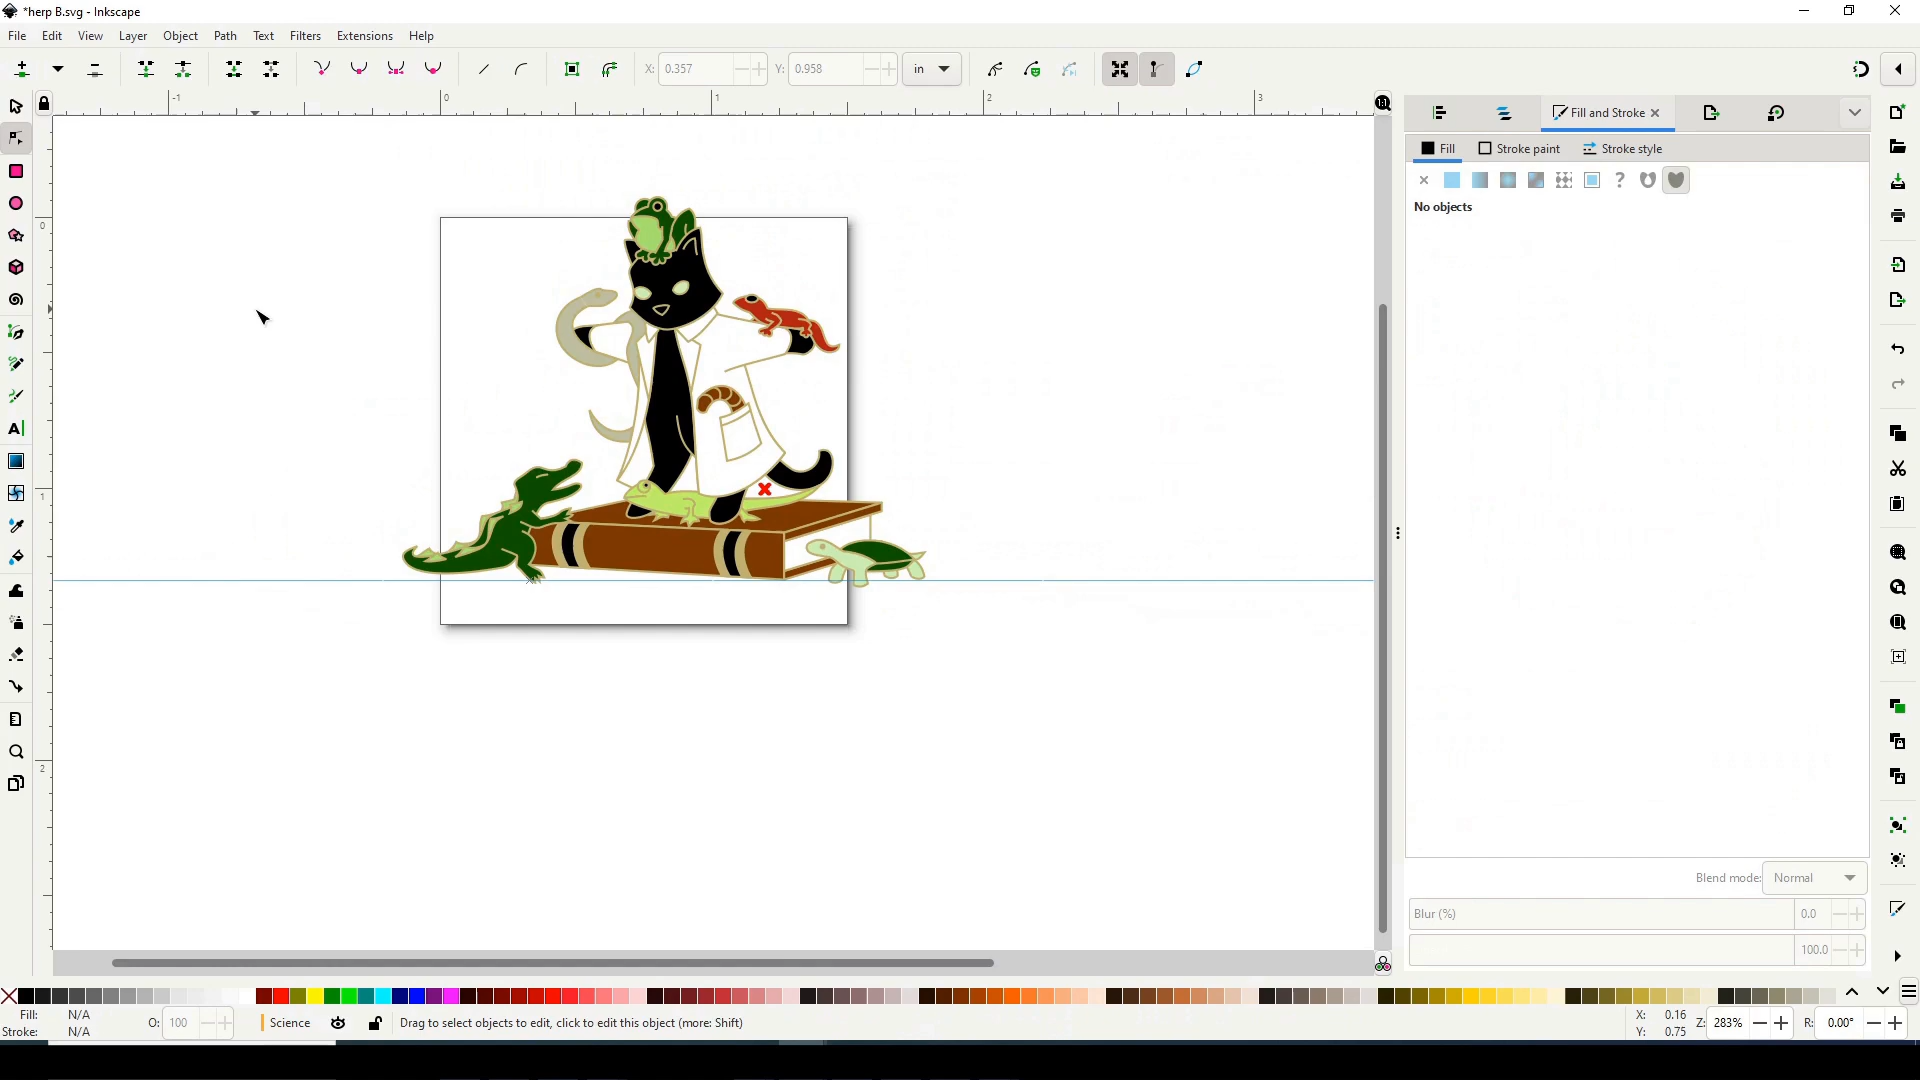 *herp B.svg - Inkscape
File Edit View Layer Object Path Text Filters Extensions Help
X: 0.357 Y: 0.958 in
-1 0 1 2 3
Fill and Stroke
Fill Stroke paint Stroke style
No objects
0
1
2
Blend mode: Normal
Blur (%) 0.0
100.0
Fill: N/A
Stroke: N/A
O: 100
Science
Drag to select objects to edit, click to edit this object (more: Shift)
X: 0.16
Y: 0.75
Z: 283%
R: 0.00°